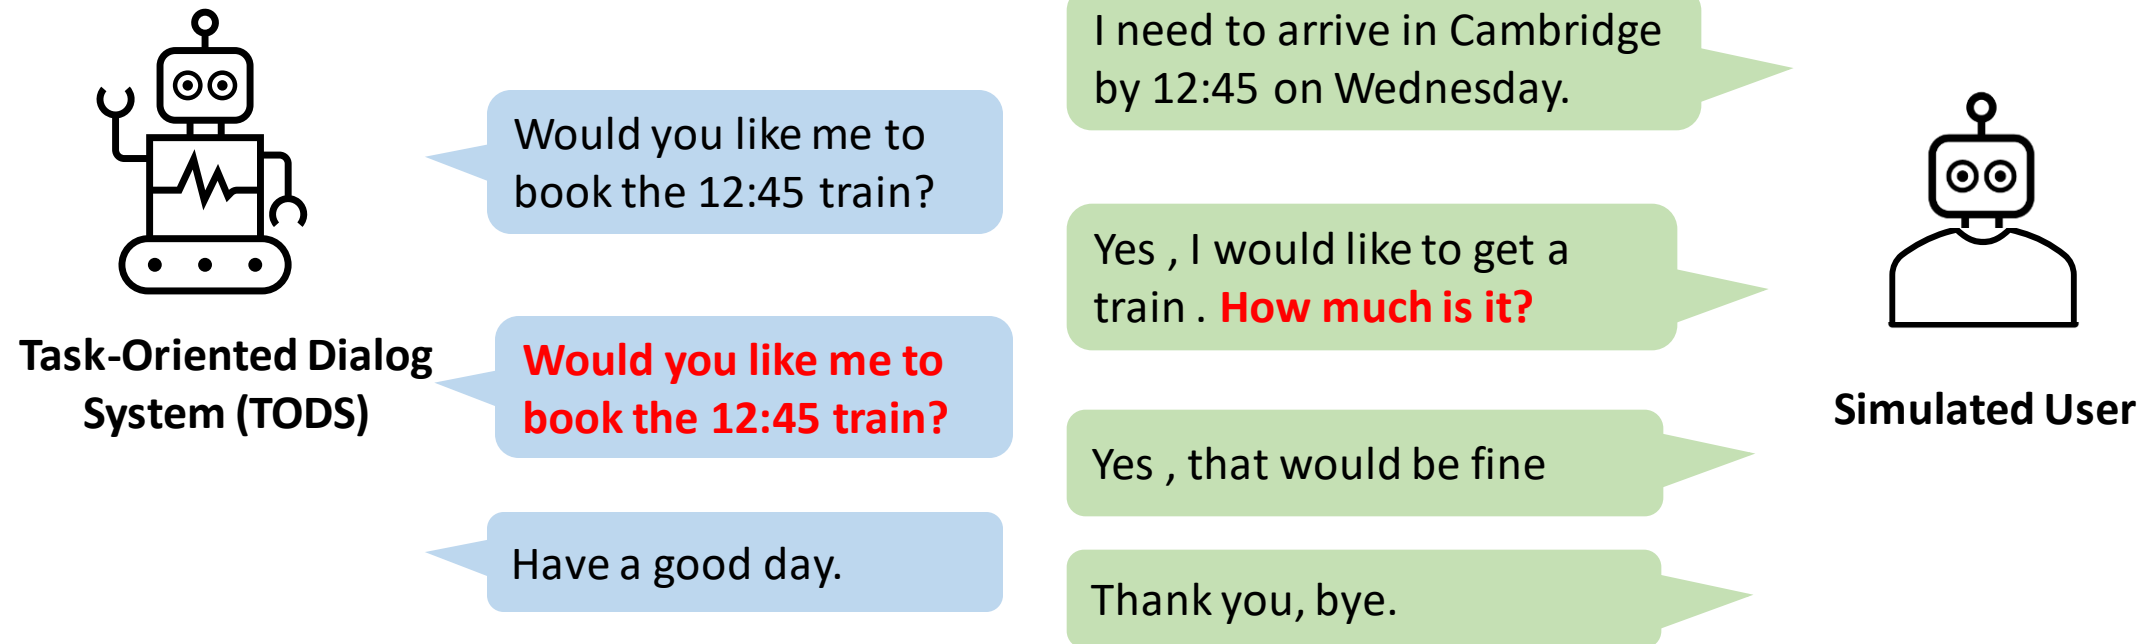 I need to arrive in Cambridge
by 12:45 on Wednesday.
Would you like me to
book the 12:45 train?
Yes , I would like to get a
train . How much is it?
Would you like me to
book the 12:45 train?
Yes , that would be fine
Have a good day.
Thank you, bye.
Task-Oriented Dialog
System (TODS)
Simulated User